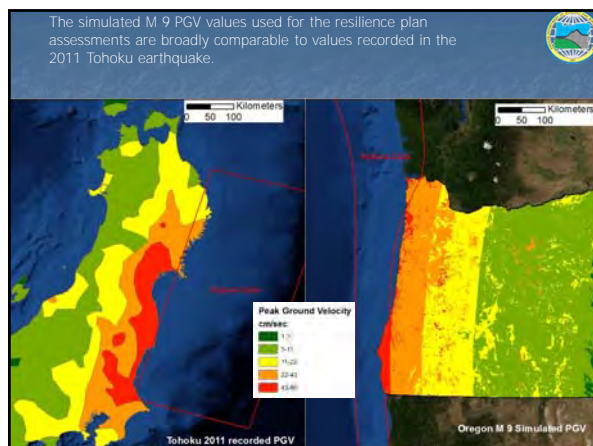 The simulated M 9 PGV values used for the resilience plan
assessments are broadly comparable to values recorded in the
2011 Tohoku earthquake.
Kilometers
0 50 100
Kilometers
0 50 100
Peak Ground Velocity
cm/sec
Tohoku 2011 recorded PGV
Oregon M 9 Simulated PGV